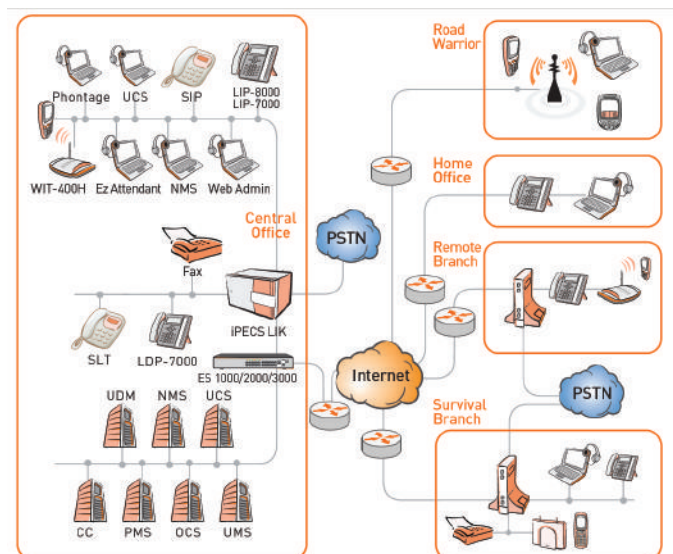 Phontage
UCS
SIP
LIP-8000
LIP-7000
WIT-400H
Ez Attendant
NMS
Web Admin
Central
Office
Fax
PSTN
iPECS LIK
SLT
LDP-7000
ES 1000/2000/3000
UDM
NMS
UCS
CC
PMS
OCS
UMS
Internet
Road
Warrior
Home
Office
Remote
Branch
PSTN
Survival
Branch